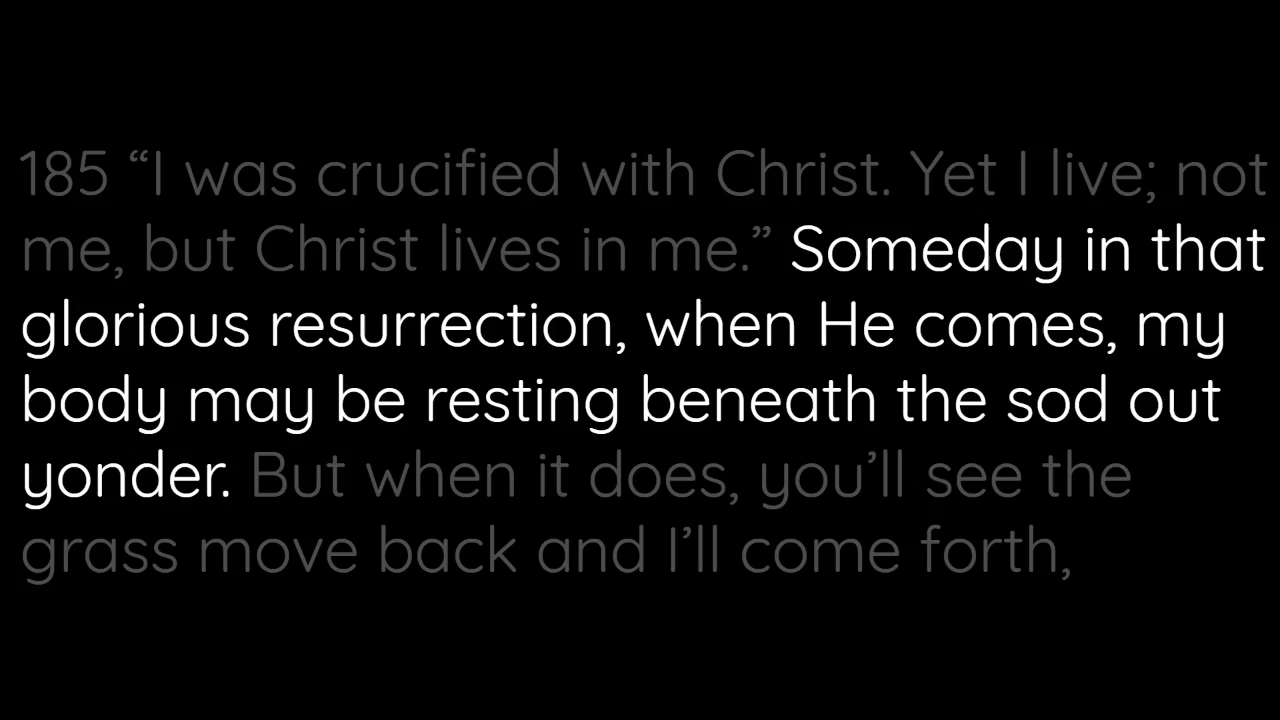 185 “I was crucified with Christ. Yet I live; not
me, but Christ lives in me.” Someday in that
glorious resurrection, when He comes, my
body may be resting beneath the sod out
yonder. But when it does, you’ll see the
grass move back and I’ll come forth,